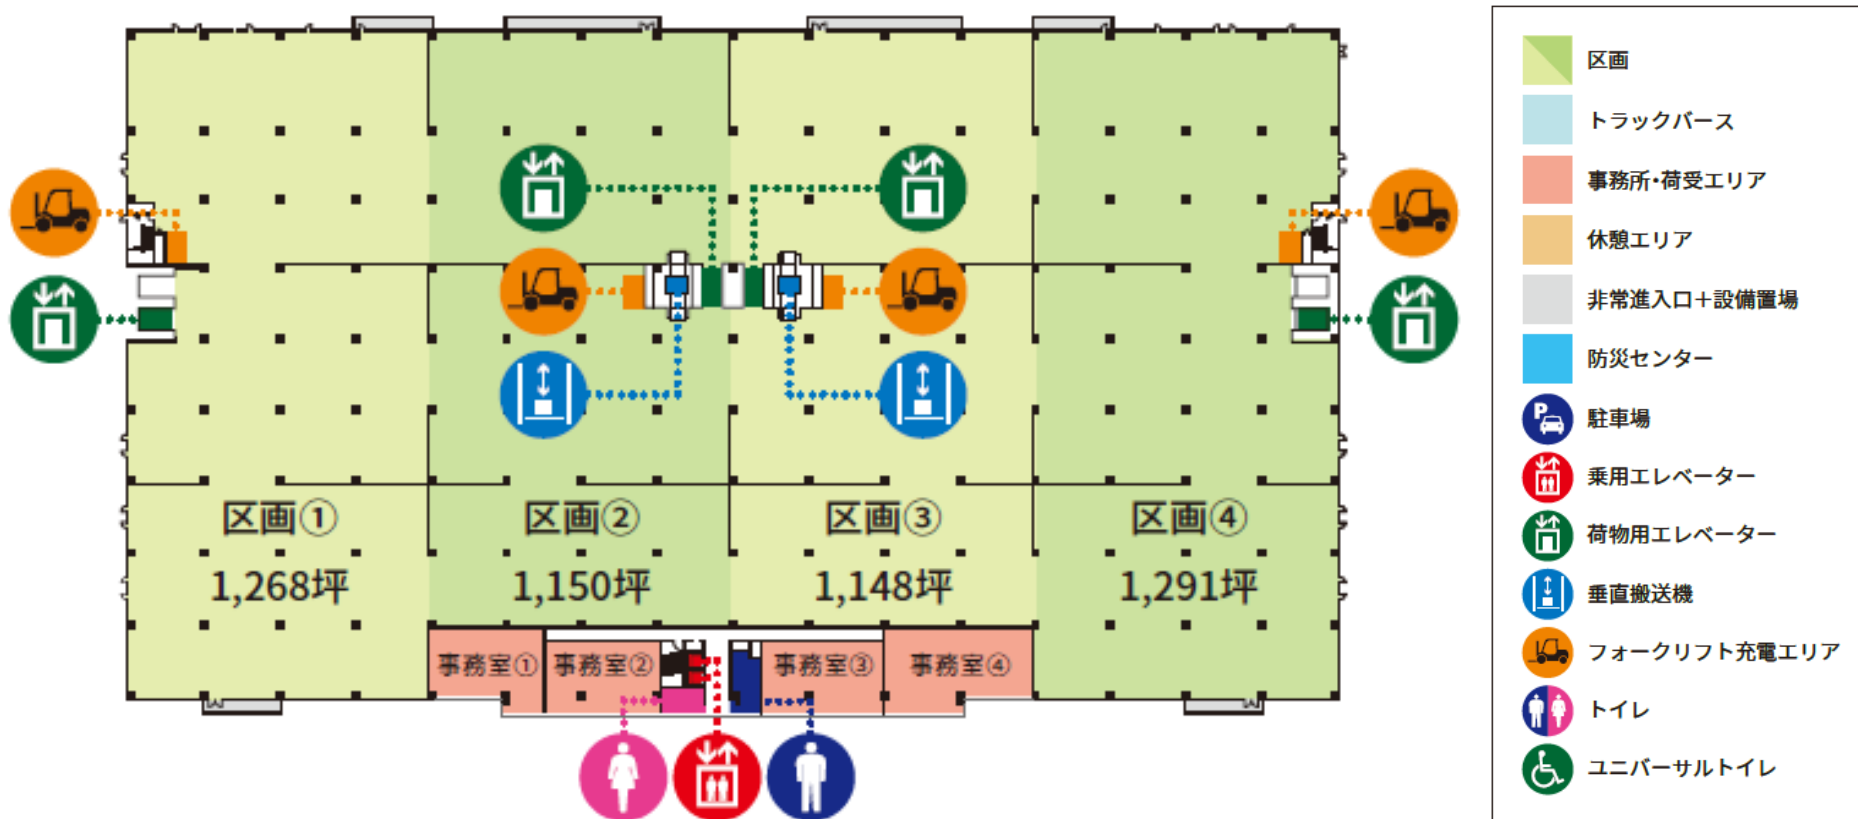 区画①
1,268坪
区画②
1,150坪
区画③
1,148坪
区画④
1,291坪
事務室①
事務室②
事務室③
事務室④
区画
トラックバース
事務所・荷受エリア
休憩エリア
非常進入口＋設備置場
防災センター
P
駐車場
乗用エレベーター
荷物用エレベーター
垂直搬送機
フォークリフト充電エリア
トイレ
ユニバーサルトイレ